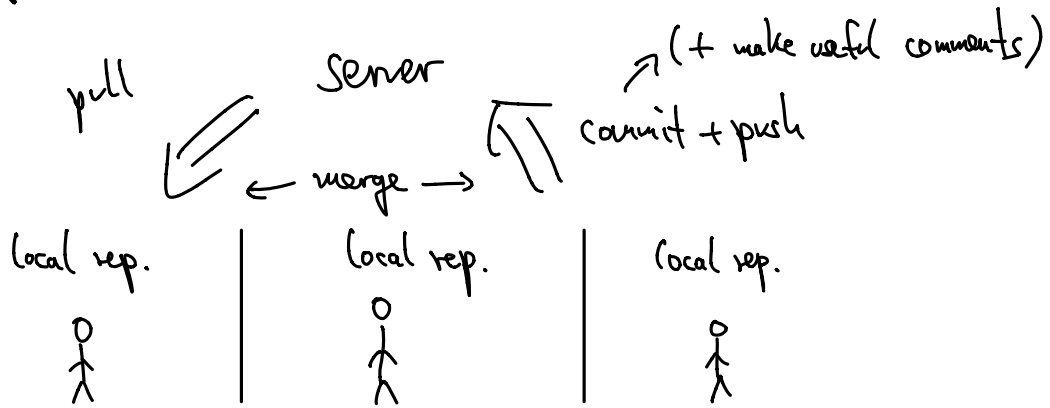 (+ make useful comments)
pull
server
commit + push
← merge →
local rep.
local rep.
local rep.